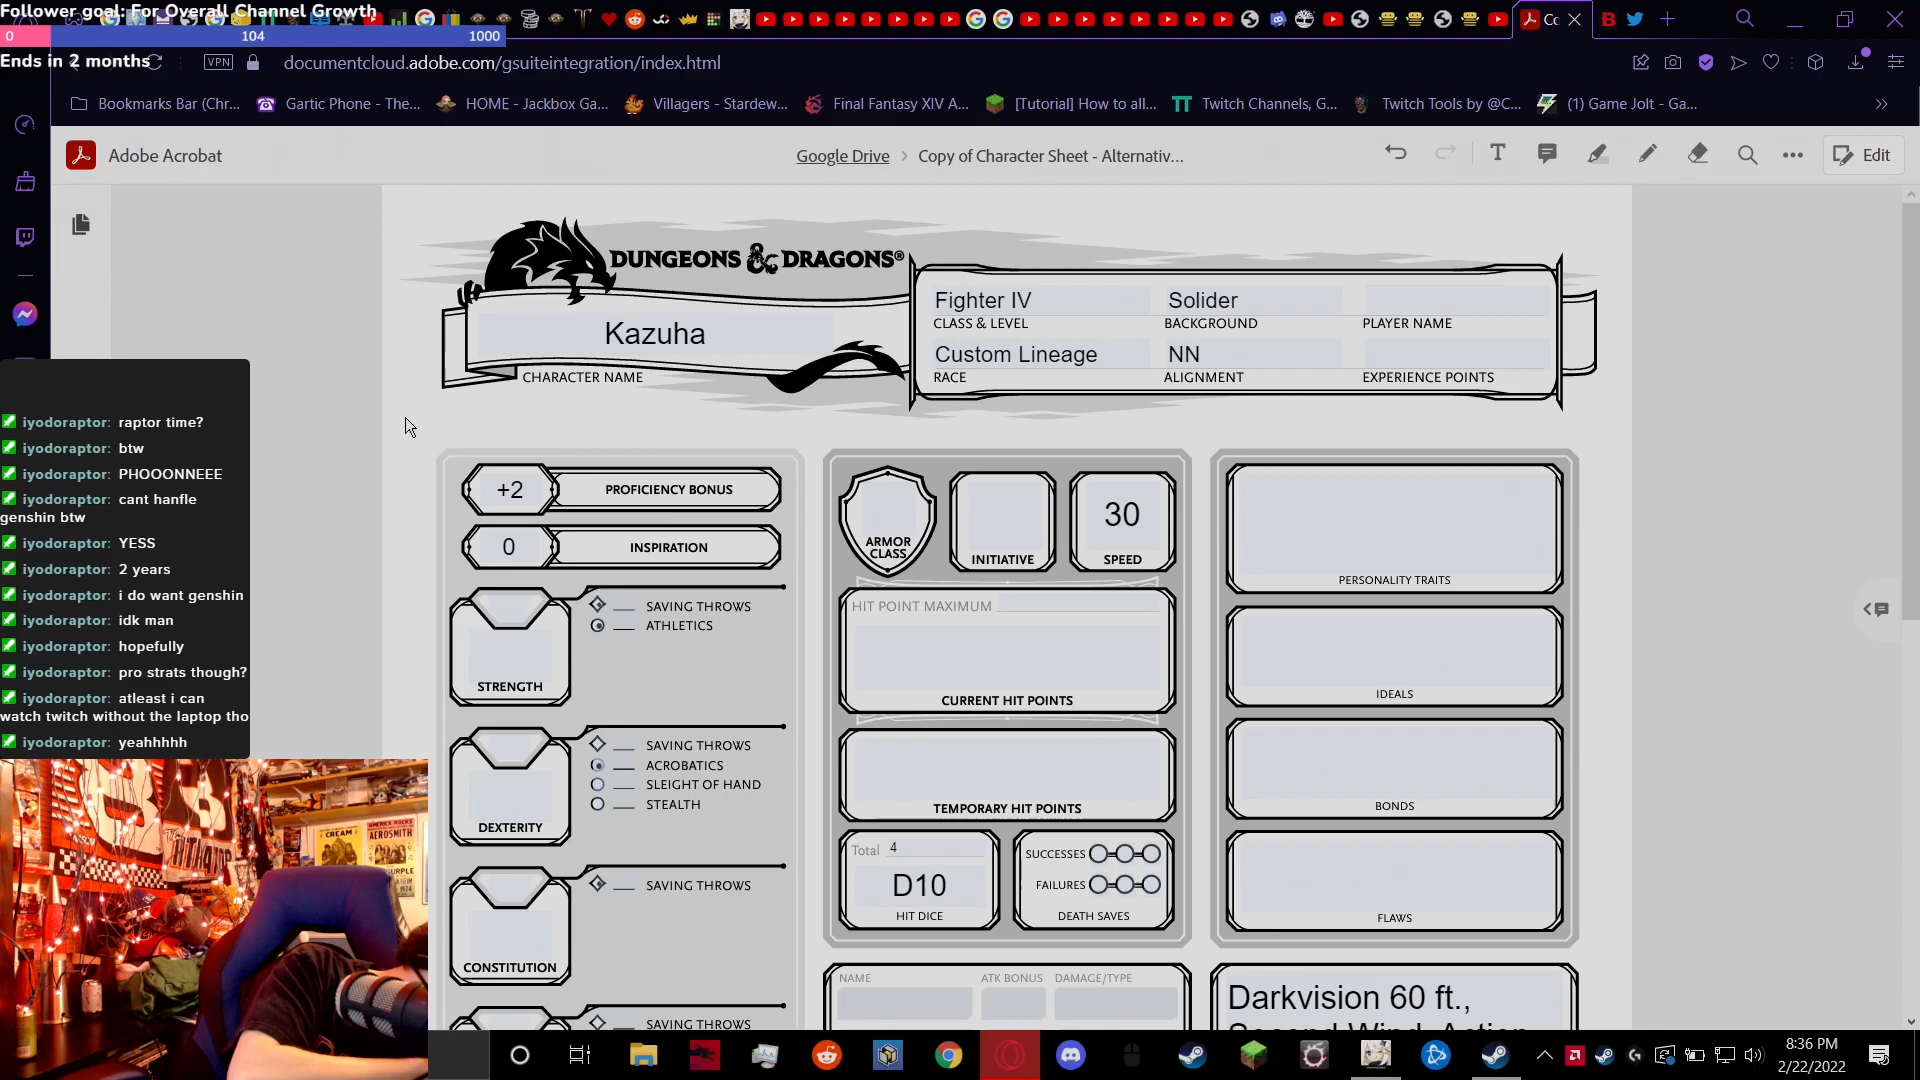 Follower goal: For Overall Channel Growth
0 104 1000
Ends in 2 months
VPN documentcloud.adobe.com/gsuiteintegration/index.html
Bookmarks Bar (Chr... Gartic Phone - The... HOME - Jackbox Ga... Villagers - Stardew... Final Fantasy XIV A... [Tutorial] How to all... Twitch Channels, G... Twitch Tools by @C... (1) Game Jolt - Ga...
Adobe Acrobat Google Drive > Copy of Character Sheet - Alternativ... Edit
DUNGEONS & DRAGONS®
Kazuha
CHARACTER NAME
Fighter IV Solider
CLASS & LEVEL BACKGROUND PLAYER NAME
Custom Lineage NN
RACE ALIGNMENT EXPERIENCE POINTS
iyodoraptor: raptor time?
iyodoraptor: btw
iyodoraptor: PHOOONNEEE
iyodoraptor: cant hanfle
genshin btw
iyodoraptor: YESS
iyodoraptor: 2 years
iyodoraptor: i do want genshin
iyodoraptor: idk man
iyodoraptor: hopefully
iyodoraptor: pro strats though?
iyodoraptor: atleast i can
watch twitch without the laptop tho
iyodoraptor: yeahhhhh
+2 PROFICIENCY BONUS
0 INSPIRATION
SAVING THROWS
ATHLETICS
STRENGTH
SAVING THROWS
ACROBATICS
SLEIGHT OF HAND
STEALTH
DEXTERITY
SAVING THROWS
CONSTITUTION
SAVING THROWS
ARMOR
CLASS
INITIATIVE
30
SPEED
HIT POINT MAXIMUM
CURRENT HIT POINTS
TEMPORARY HIT POINTS
Total 4
D10
HIT DICE
SUCCESSES
FAILURES
DEATH SAVES
NAME ATK BONUS DAMAGE/TYPE
PERSONALITY TRAITS
IDEALS
BONDS
FLAWS
Darkvision 60 ft.,
Second Wind, Action
CREAM
AEROSMITH
8:36 PM
2/22/2022